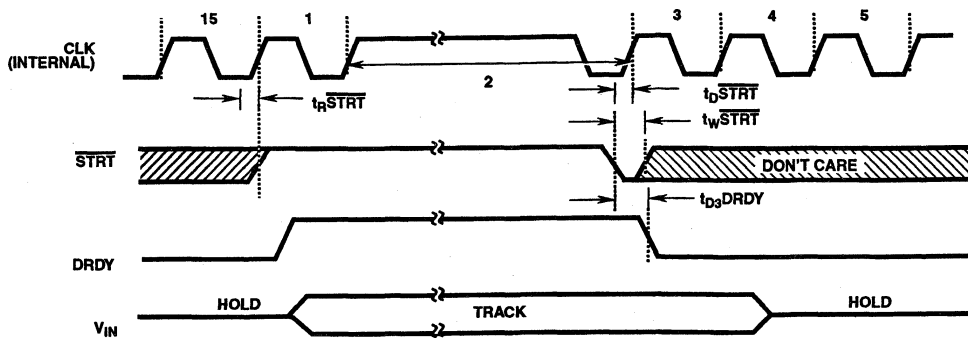 15 1 3 4 5
CLK
(INTERNAL)
2
tRSTRT
tDSTRT
tWSTRT
STRT
DON'T CARE
tD3DRDY
DRDY
HOLD
TRACK
HOLD
VIN